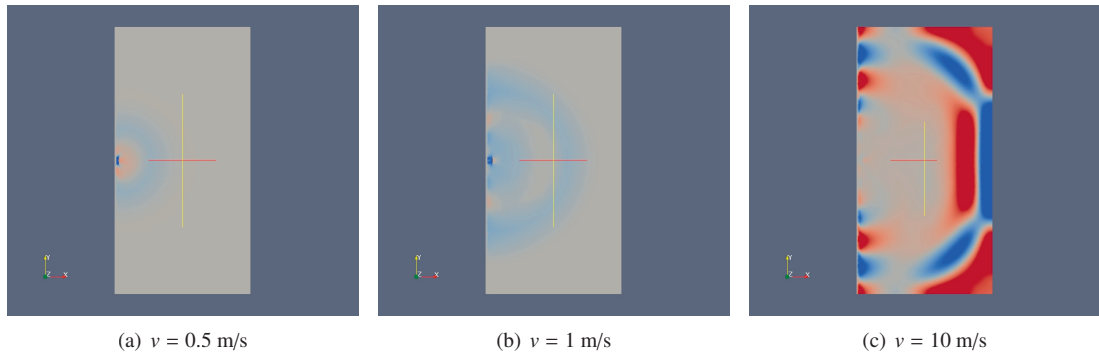 Y
Z X
Y
Z X
Y
Z X
(a) v = 0.5 m/s
(b) v = 1 m/s
(c) v = 10 m/s